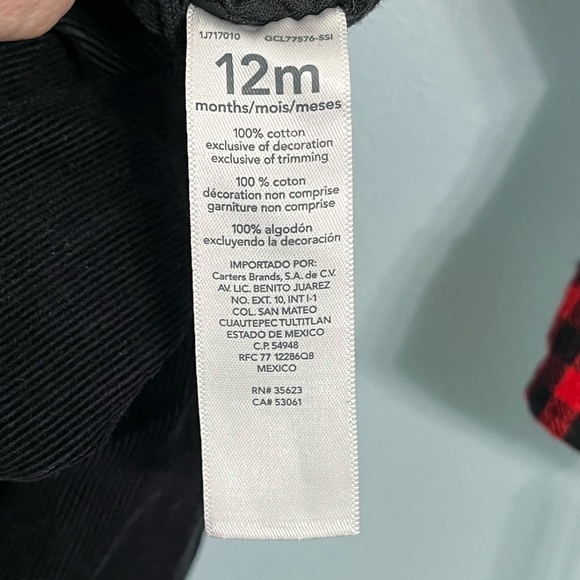 1J717010 GCL77576-SSI
12m
months/mois/meses
100% cotton
exclusive of decoration
exclusive of trimming
100 % coton
décoration non comprise
garniture non comprise
100% algodón
excluyendo la decoración
IMPORTADO POR:
Carters Brands, S.A. de C.V.
AV. LIC. BENITO JUAREZ
NO. EXT. 10, INT I-1
COL. SAN MATEO
CUAUTEPEC TULTITLAN
ESTADO DE MEXICO
C.P. 54948
RFC 77 12286Q8
MEXICO
RN# 35623
CA# 53061